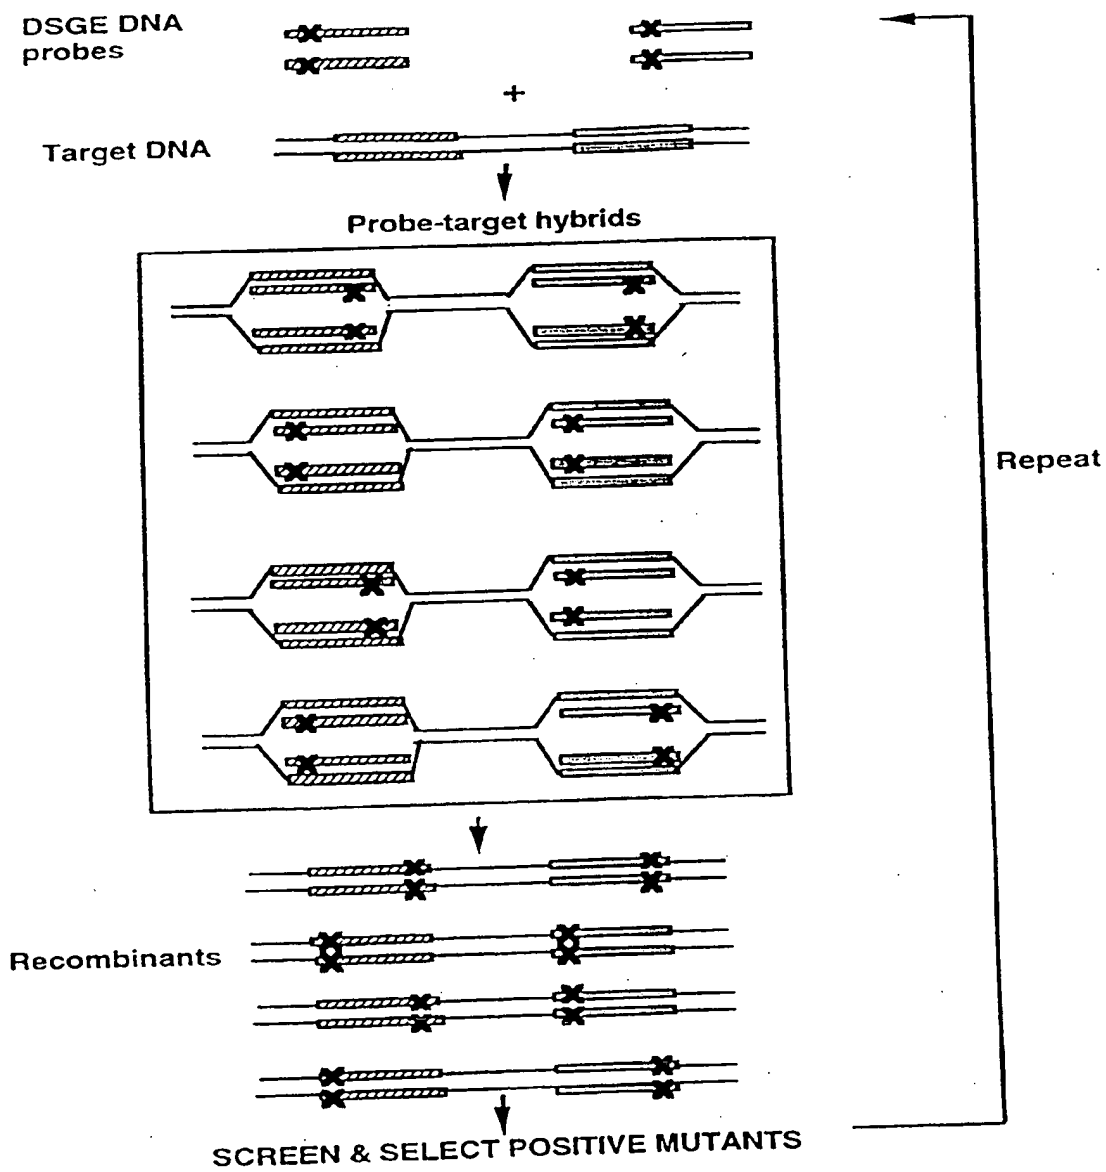 DSGE DNA
probes
+
Target DNA
Probe-target hybrids
Repeat
Recombinants
SCREEN & SELECT POSITIVE MUTANTS